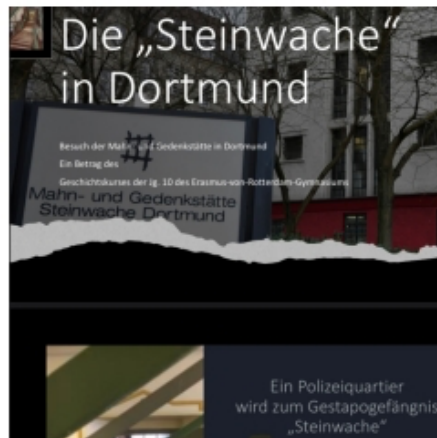 Die „Steinwache“
in Dortmund
Besuch der Mahn- und Gedenkstätte in Dortmund
Ein Betrag des
Geschichtskurses der Jg. 10 des Erasmus-von-Rotterdam-Gymnasiums
Mahn- und Gedenkstätte
Steinwache Dortmund
Ein Polizeiquartier
wird zum Gestapogefängnis
„Steinwache“